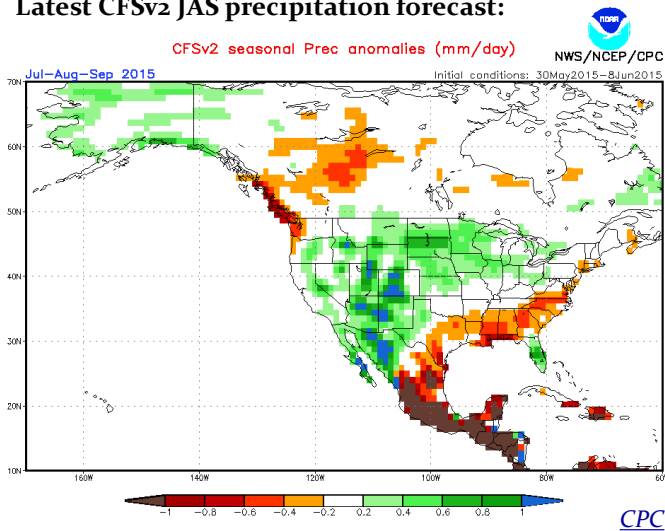 Latest CFSv2 JAS precipitation forecast:
NOAA
CFSv2 seasonal Prec anomalies (mm/day)
NWS/NCEP/CPC
Jul-Aug-Sep 2015
Initial conditions: 30May2015-8Jun2015
70N
60N
50N
40N
30N
20N
10N
160W 140W 120W 100W 80W 60W
-1 -0.8 -0.6 -0.4 -0.2 0.2 0.4 0.6 0.8 1
CPC